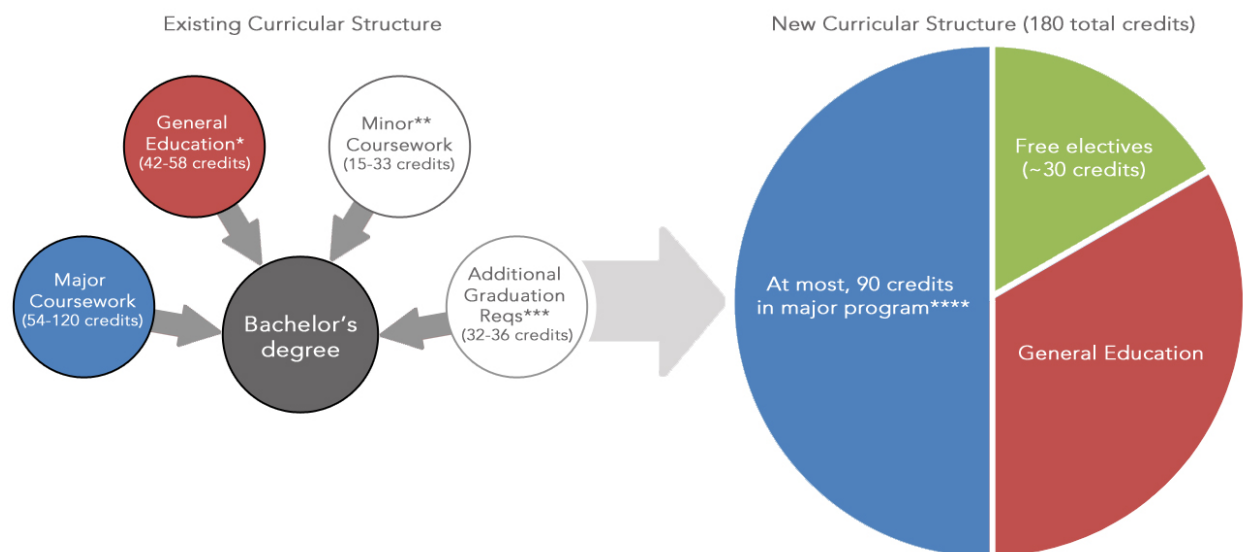 Existing Curricular Structure
General
Education*
(42-58 credits)
Minor**
Coursework
(15-33 credits)
Major
Coursework
(54-120 credits)
Additional
Graduation
Reqs***
(32-36 credits)
Bachelor's
degree
New Curricular Structure (180 total credits)
Free electives
(~30 credits)
At most, 90 credits
in major program****
General Education